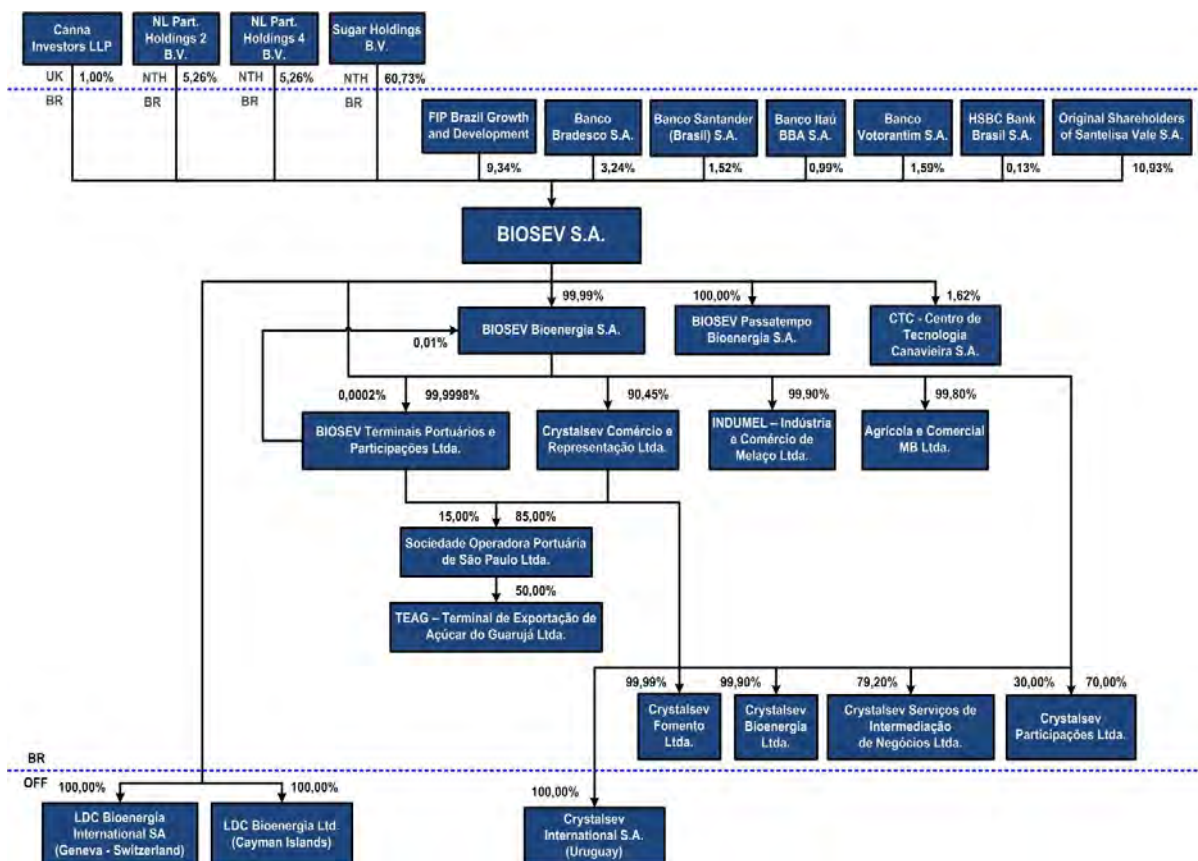 Canna
Investors LLP
NL Part.
Holdings 2
B.V.
NL Part.
Holdings 4
B.V.
Sugar Holdings
B.V.
UK 1,00%
NTH 5,26%
NTH 5,26%
NTH 60,73%
BR
BR
BR
BR
FIP Brazil Growth
and Development
Banco
Bradesco S.A.
Banco Santander
(Brasil) S.A.
Banco Itaú
BBA S.A.
Banco
Votorantim S.A.
HSBC Bank
Brasil S.A.
Original Shareholders
of Santelisa Vale S.A.
9,34%
3,24%
1,52%
0,99%
1,59%
0,13%
10,93%
BIOSEV S.A.
99,99%
100,00%
1,62%
BIOSEV Bioenergia S.A.
BIOSEV Passatempo
Bioenergia S.A.
CTC - Centro de
Tecnologia
Canavieira S.A.
0,01%
0,0002%
99,9998%
90,45%
99,90%
99,80%
BIOSEV Terminais Portuários e
Participações Ltda.
Crystalsev Comércio e
Representação Ltda.
INDUMEL – Indústria
e Comércio de
Melaço Ltda.
Agrícola e Comercial
MB Ltda.
15,00%
85,00%
Sociedade Operadora Portuária
de São Paulo Ltda.
50,00%
TEAG – Terminal de Exportação de
Açúcar do Guarujá Ltda.
99,99%
99,90%
79,20%
30,00%
70,00%
Crystalsev
Fomento
Ltda.
Crystalsev
Bioenergia
Ltda.
Crystalsev Serviços de
Intermediação
de Negócios Ltda.
Crystalsev
Participações Ltda.
BR
OFF
100,00%
100,00%
100,00%
LDC Bioenergia
International SA
(Geneva - Switzerland)
LDC Bioenergia Ltd.
(Cayman Islands)
Crystalsev
International S.A.
(Uruguay)